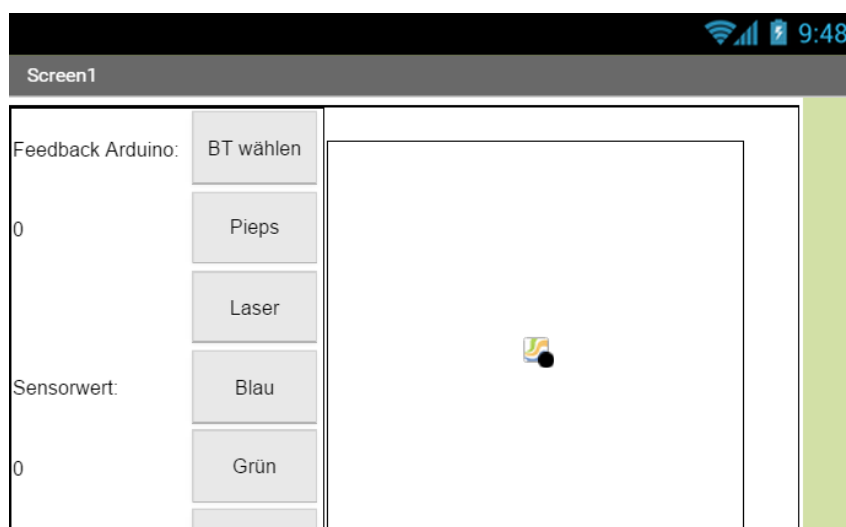 9:48
Screen1
Feedback Arduino:
BT wählen
0
Pieps
Laser
Sensorwert:
Blau
0
Grün